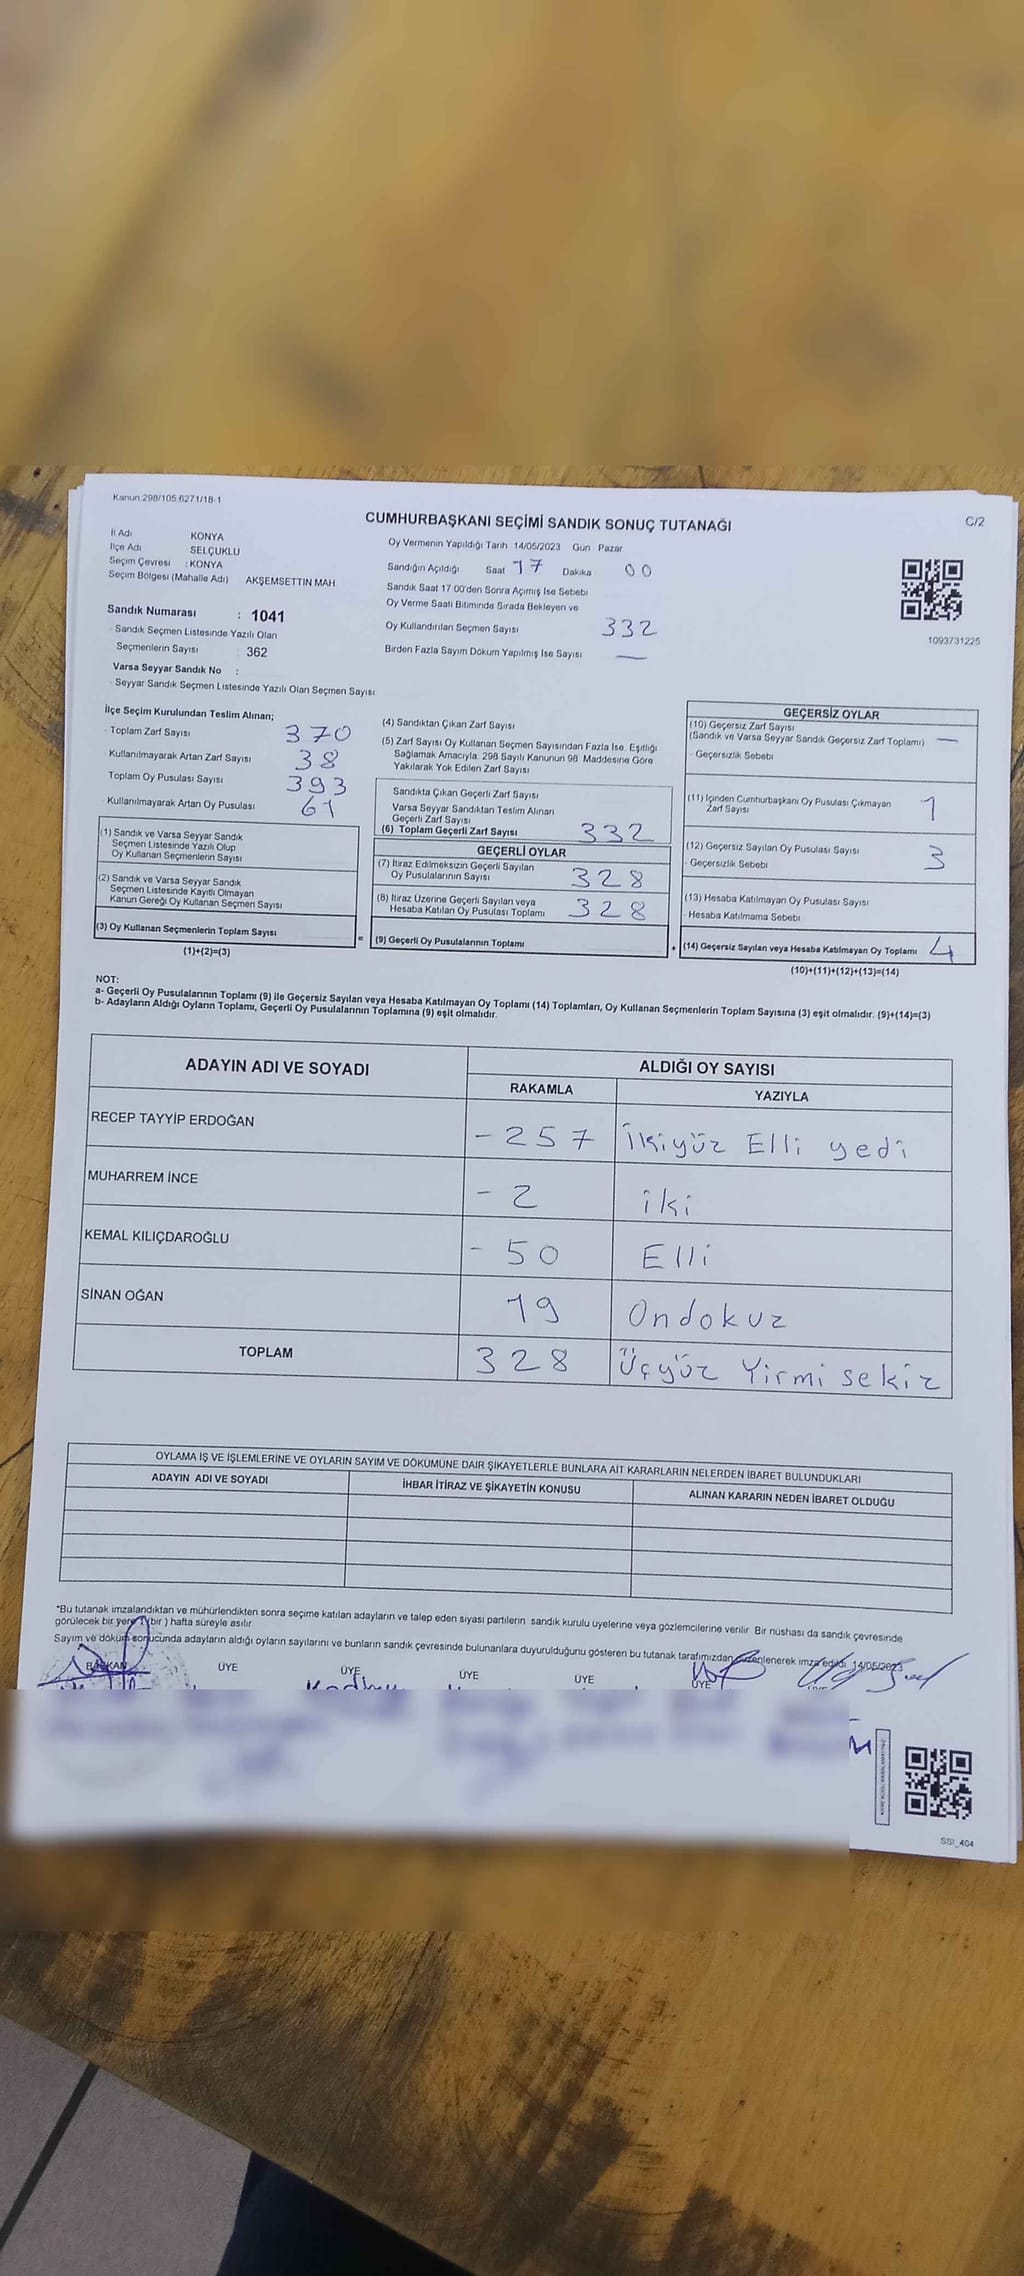 Kanun:298/105 6271/18-1
CUMHURBAŞKANI SEÇİMİ SANDIK SONUÇ TUTANAĞI
C/2
İl Adı KONYA
İlçe Adı SELÇUKLU
Seçim Çevresi : KONYA
Seçim Bölgesi (Mahalle Adı) AKŞEMSETTIN MAH
Sandık Numarası : 1041
Sandık Seçmen Listesinde Yazılı Olan
Seçmenlerin Sayısı : 362
Varsa Seyyar Sandık No :
Seyyar Sandık Seçmen Listesinde Yazılı Olan Seçmen Sayısı
Oy Vermenin Yapıldığı Tarih 14/05/2023 Gun Pazar
Sandığın Açıldığı Saat 17 Dakika 00
Sandık Saat 17 00'den Sonra Açımış İse Sebebi
Oy Verme Saati Bitiminde Sırada Bekleyen ve
Oy Kullandırılan Seçmen Sayısı 332
Birden Fazla Sayım Döküm Yapılmış İse Sayısı —
1093731225
İlçe Seçim Kurulundan Teslim Alınan;
Toplam Zarf Sayısı 370
Kullanılmayarak Artan Zarf Sayısı 38
Toplam Oy Pusulası Sayısı 393
Kullanılmayarak Artan Oy Pusulası 61
(1) Sandık ve Varsa Seyyar Sandık
Seçmen Listesinde Yazılı Olup
Oy Kullanan Seçmenlerin Sayısı
(2) Sandık ve Varsa Seyyar Sandık
Seçmen Listesinde Kayıtlı Olmayan
Kanun Gereği Oy Kullanan Seçmen Sayısı
(3) Oy Kullanan Seçmenlerin Toplam Sayısı
(1)+(2)=(3)
=
(4) Sandıktan Çıkan Zarf Sayısı
(5) Zarf Sayısı Oy Kullanan Seçmen Sayısından Fazla İse, Eşitliği
Sağlamak Amacıyla, 298 Sayılı Kanunun 98 Maddesine Göre
Yakılarak Yok Edilen Zarf Sayısı
Sandıkta Çıkan Geçerli Zarf Sayısı
Varsa Seyyar Sandıktan Teslim Alınan
Geçerli Zarf Sayısı
(6) Toplam Geçerli Zarf Sayısı 332
GEÇERLİ OYLAR
(7) İtiraz Edilmeksizin Geçerli Sayılan
Oy Pusulalarının Sayısı 328
(8) İtiraz Üzerine Geçerli Sayılan veya
Hesaba Katılan Oy Pusulası Toplamı 328
(9) Geçerli Oy Pusulalarının Toplamı
+
GEÇERSİZ OYLAR
(10) Geçersiz Zarf Sayısı
(Sandık ve Varsa Seyyar Sandık Geçersiz Zarf Toplamı) —
Geçersizlik Sebebi
(11) İçinden Cumhurbaşkanı Oy Pusulası Çıkmayan
Zarf Sayısı 1
(12) Geçersiz Sayılan Oy Pusulası Sayısı 3
Geçersizlik Sebebi
(13) Hesaba Katılmayan Oy Pusulası Sayısı
Hesaba Katılmama Sebebi
(14) Geçersiz Sayılan veya Hesaba Katılmayan Oy Toplamı 4
(10)+(11)+(12)+(13)=(14)
NOT:
a- Geçerli Oy Pusulalarının Toplamı (9) ile Geçersiz Sayılan veya Hesaba Katılmayan Oy Toplamı (14) Toplamları, Oy Kullanan Seçmenlerin Toplam Sayısına (3) eşit olmalıdır. (9)+(14)=(3)
b- Adayların Aldığı Oyların Toplamı, Geçerli Oy Pusulalarının Toplamına (9) eşit olmalıdır.
ADAYIN ADI VE SOYADI ALDIĞI OY SAYISI
RAKAMLA YAZIYLA
RECEP TAYYİP ERDOĞAN - 257 İkiyüz Elli yedi
MUHARREM İNCE - 2 iki
KEMAL KILIÇDAROĞLU - 50 Elli
SİNAN OĞAN 19 Ondokuz
TOPLAM 328 Üçyüz Yirmi sekiz
OYLAMA İŞ VE İŞLEMLERİNE VE OYLARIN SAYIM VE DÖKÜMÜNE DAİR ŞİKAYETLERLE BUNLARA AİT KARARLARIN NELERDEN İBARET BULUNDUKLARI
ADAYIN ADI VE SOYADI İHBAR İTİRAZ VE ŞİKAYETİN KONUSU ALINAN KARARIN NEDEN İBARET OLDUĞU
*Bu tutanak imzalandıktan ve mühürlendikten sonra seçime katılan adayların ve talep eden siyasi partilerin sandık kurulu üyelerine veya gözlemcilerine verilir Bir nüshası da sandık çevresinde
görülecek bir yere 1 (bir) hafta süreyle asılır
Sayım ve döküm sonucunda adayların aldığı oyların sayılarını ve bunların sandık çevresinde bulunanlara duyurulduğunu gösteren bu tutanak tarafımızdan düzenlenerek imza edildi. 14/05/2023
BAŞKAN ÜYE ÜYE ÜYE ÜYE ÜYE
SSI_404